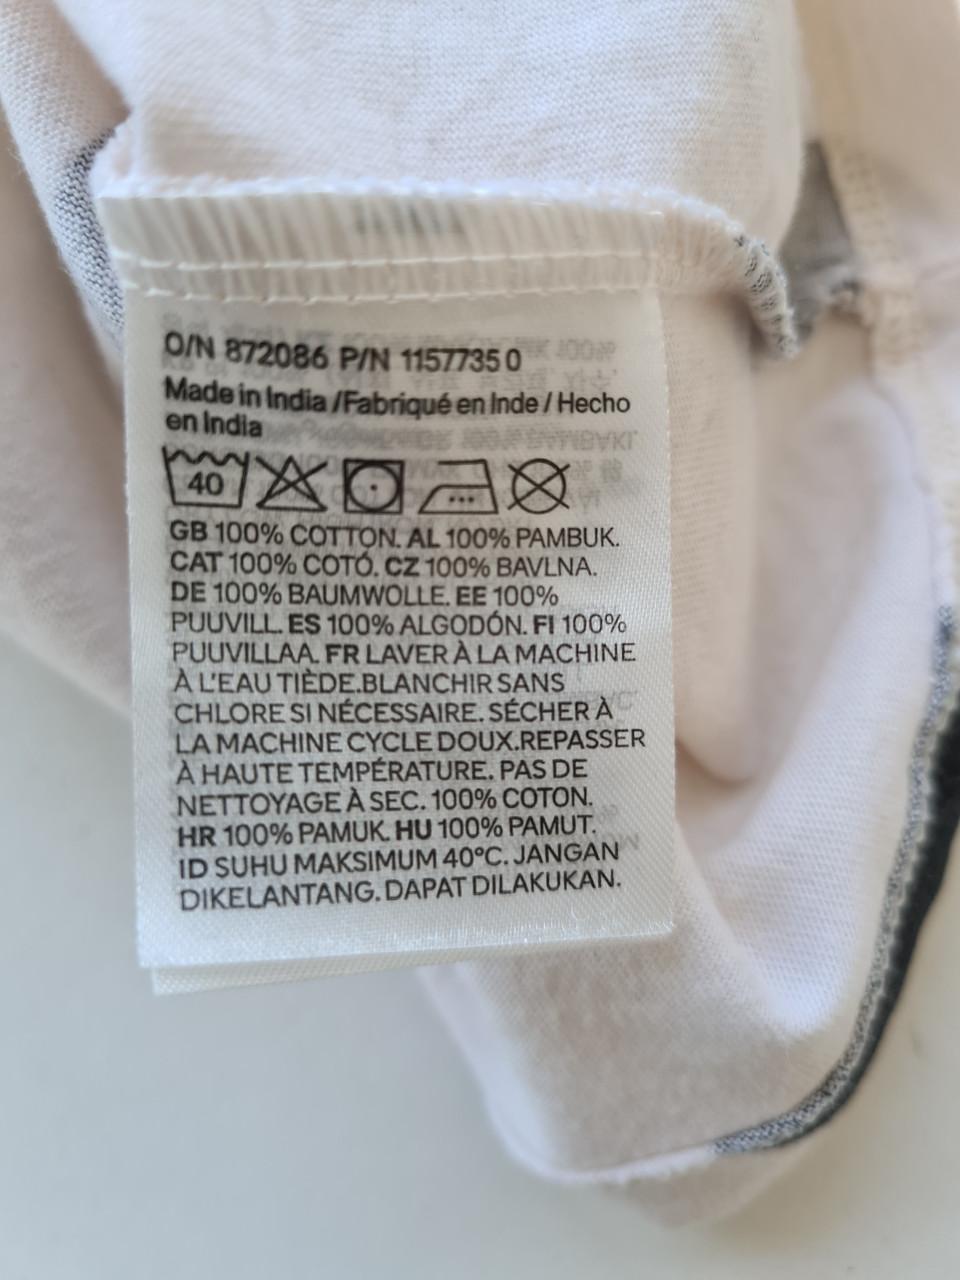 O/N 872086 P/N 1157735 0
Made in India /Fabriqué en Inde / Hecho
en India
40
GB 100% COTTON. AL 100% PAMBUK.
CAT 100% COTÓ. CZ 100% BAVLNA.
DE 100% BAUMWOLLE. EE 100%
PUUVILL. ES 100% ALGODÓN. FI 100%
PUUVILLAA. FR LAVER À LA MACHINE
À L'EAU TIÈDE.BLANCHIR SANS
CHLORE SI NÉCESSAIRE. SÉCHER À
LA MACHINE CYCLE DOUX.REPASSER
À HAUTE TEMPÉRATURE. PAS DE
NETTOYAGE À SEC. 100% COTON.
HR 100% PAMUK. HU 100% PAMUT.
ID SUHU MAKSIMUM 40°C. JANGAN
DIKELANTANG. DAPAT DILAKUKAN.